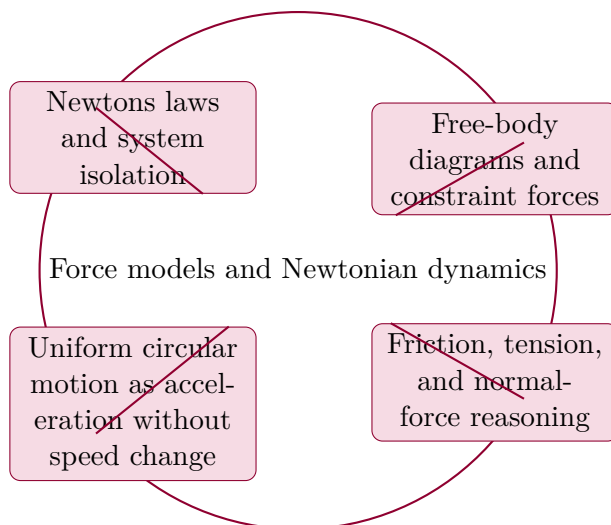 Newtons laws
and system
isolation
Free-body
diagrams and
constraint forces
Force models and Newtonian dynamics
Uniform circular
motion as accel-
eration without
speed change
Friction, tension,
and normal-
force reasoning